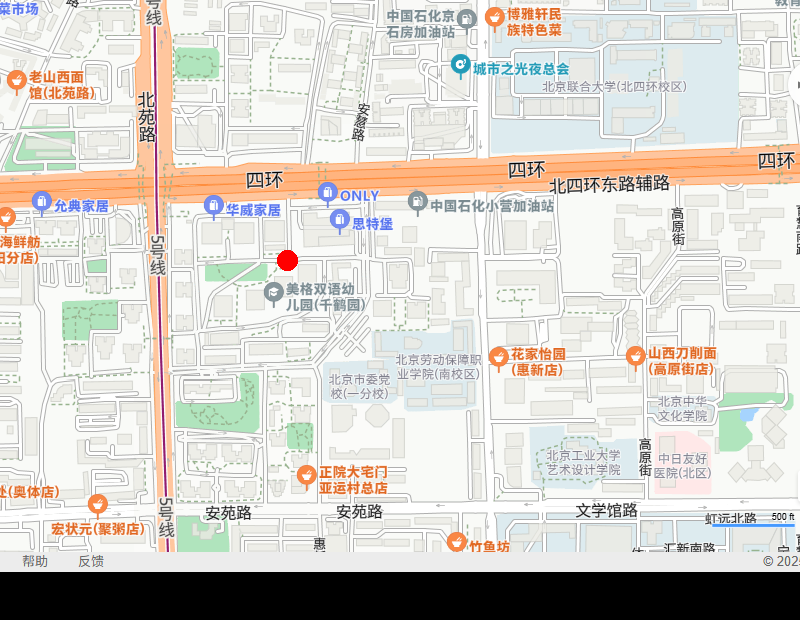 号线
路
菜市场
中国石化京
石房加油站
博雅轩民
族特色菜
老山西面
馆(北苑路)
城市之光夜总会
北京联合大学(北四环校区)
北苑路
安慧路
四环
四环
四环
北四环东路辅路
允典家居
华威家居
ONLY
思特堡
中国石化小营加油站
高原街
海鲜舫
田分店)
5号线
美格双语幼
儿园(千鹤园)
北京劳动保障职
业学院(南校区)
北京市委党
校(一分校)
花家怡园
(惠新店)
山西刀削面
(高原街店)
北京中华
文化学院
北京工业大学
艺术设计学院
高原街
中日友好
医院(北区)
处(奥体店)
正院大宅门
亚运村总店
宏状元(聚粥店)
5号线
安苑路
安苑路
文学馆路
虹远北路
500 ft
惠
竹鱼坊
汇新南路
帮助
反馈
© 202